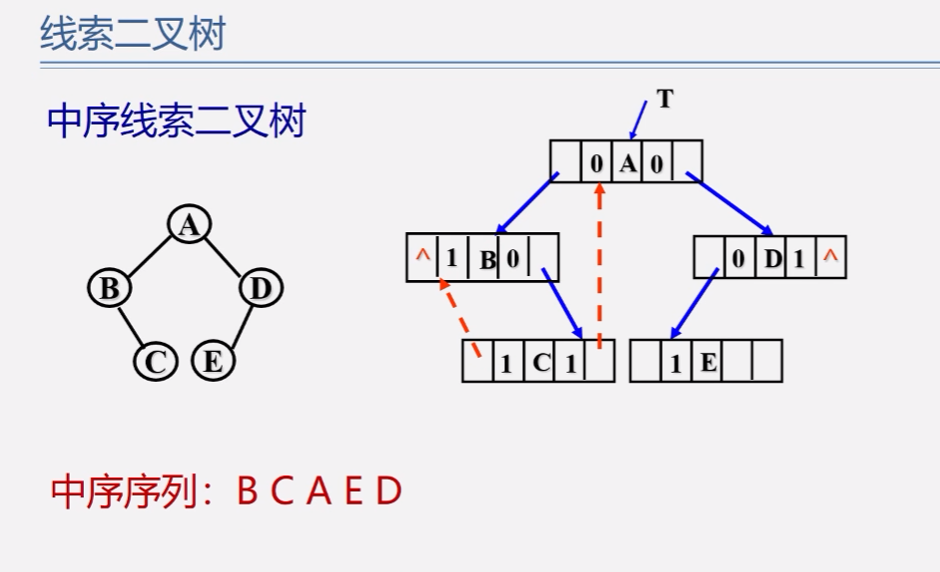 线索二叉树
中序线索二叉树
T
0 A 0
A
^ 1 B 0
0 D 1 ^
B D
C E
1 C 1
1 E
中序序列：B C A E D